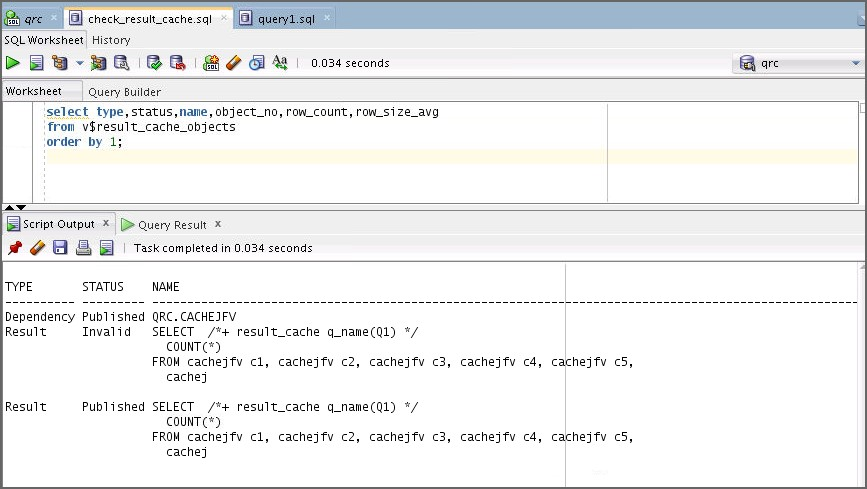 qrc
check_result_cache.sql
query1.sql
SQL Worksheet History
0.034 seconds
qrc
Worksheet Query Builder
select type,status,name,object_no,row_count,row_size_avg
from v$result_cache_objects
order by 1;
Script Output x Query Result x
Task completed in 0.034 seconds
TYPE STATUS NAME
Dependency Published QRC.CACHEJFV
Result Invalid SELECT /*+ result_cache q_name(Q1) */
COUNT(*)
FROM cachejfv c1, cachejfv c2, cachejfv c3, cachejfv c4, cachejfv c5,
cachej
Result Published SELECT /*+ result_cache q_name(Q1) */
COUNT(*)
FROM cachejfv c1, cachejfv c2, cachejfv c3, cachejfv c4, cachejfv c5,
cachej